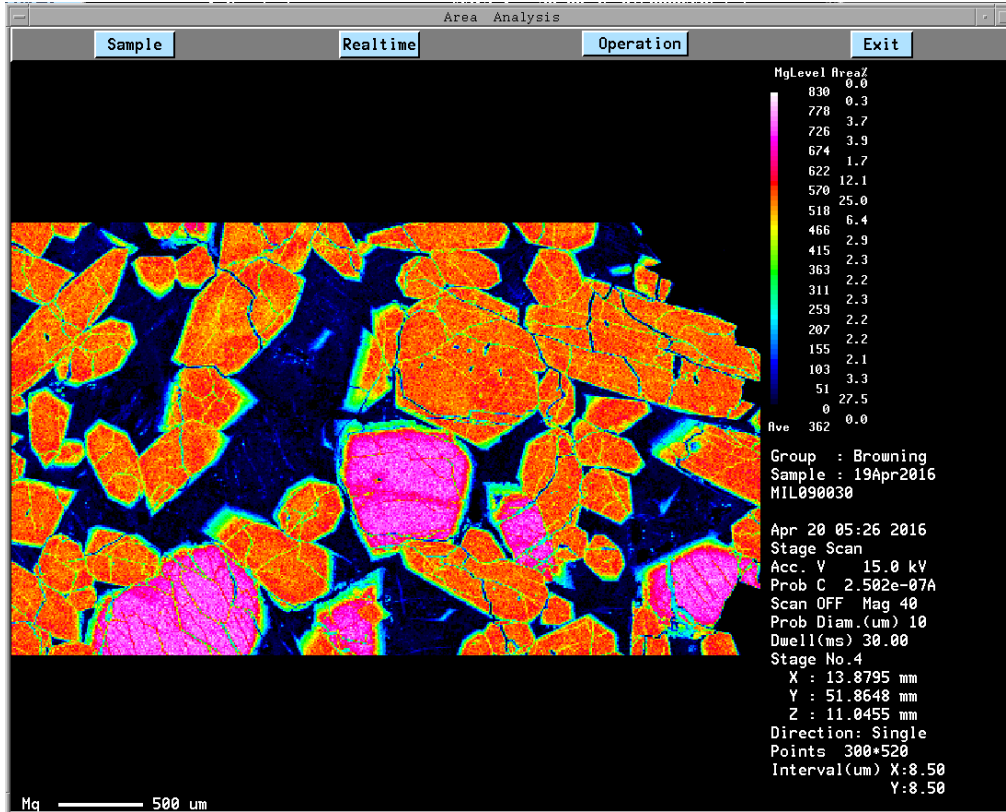 Area Analysis
Sample Realtime Operation Exit
MgLevel Area%
830 0.0
778 0.3
726 3.7
674 3.9
622 1.7
570 12.1
518 25.0
466 6.4
415 2.9
363 2.3
311 2.2
259 2.3
207 2.2
155 2.2
103 2.1
51 3.3
0 27.5
Ave 362 0.0
Group : Browning
Sample : 19Apr2016
MIL090030
Apr 20 05:26 2016
Stage Scan
Acc. V 15.0 kV
Prob C 2.502e-07A
Scan OFF Mag 40
Prob Diam.(um) 10
Dwell(ms) 30.00
Stage No.4
X : 13.8795 mm
Y : 51.8648 mm
Z : 11.0455 mm
Direction: Single
Points 300*520
Interval(um) X:8.50
Y:8.50
Mg 500 um